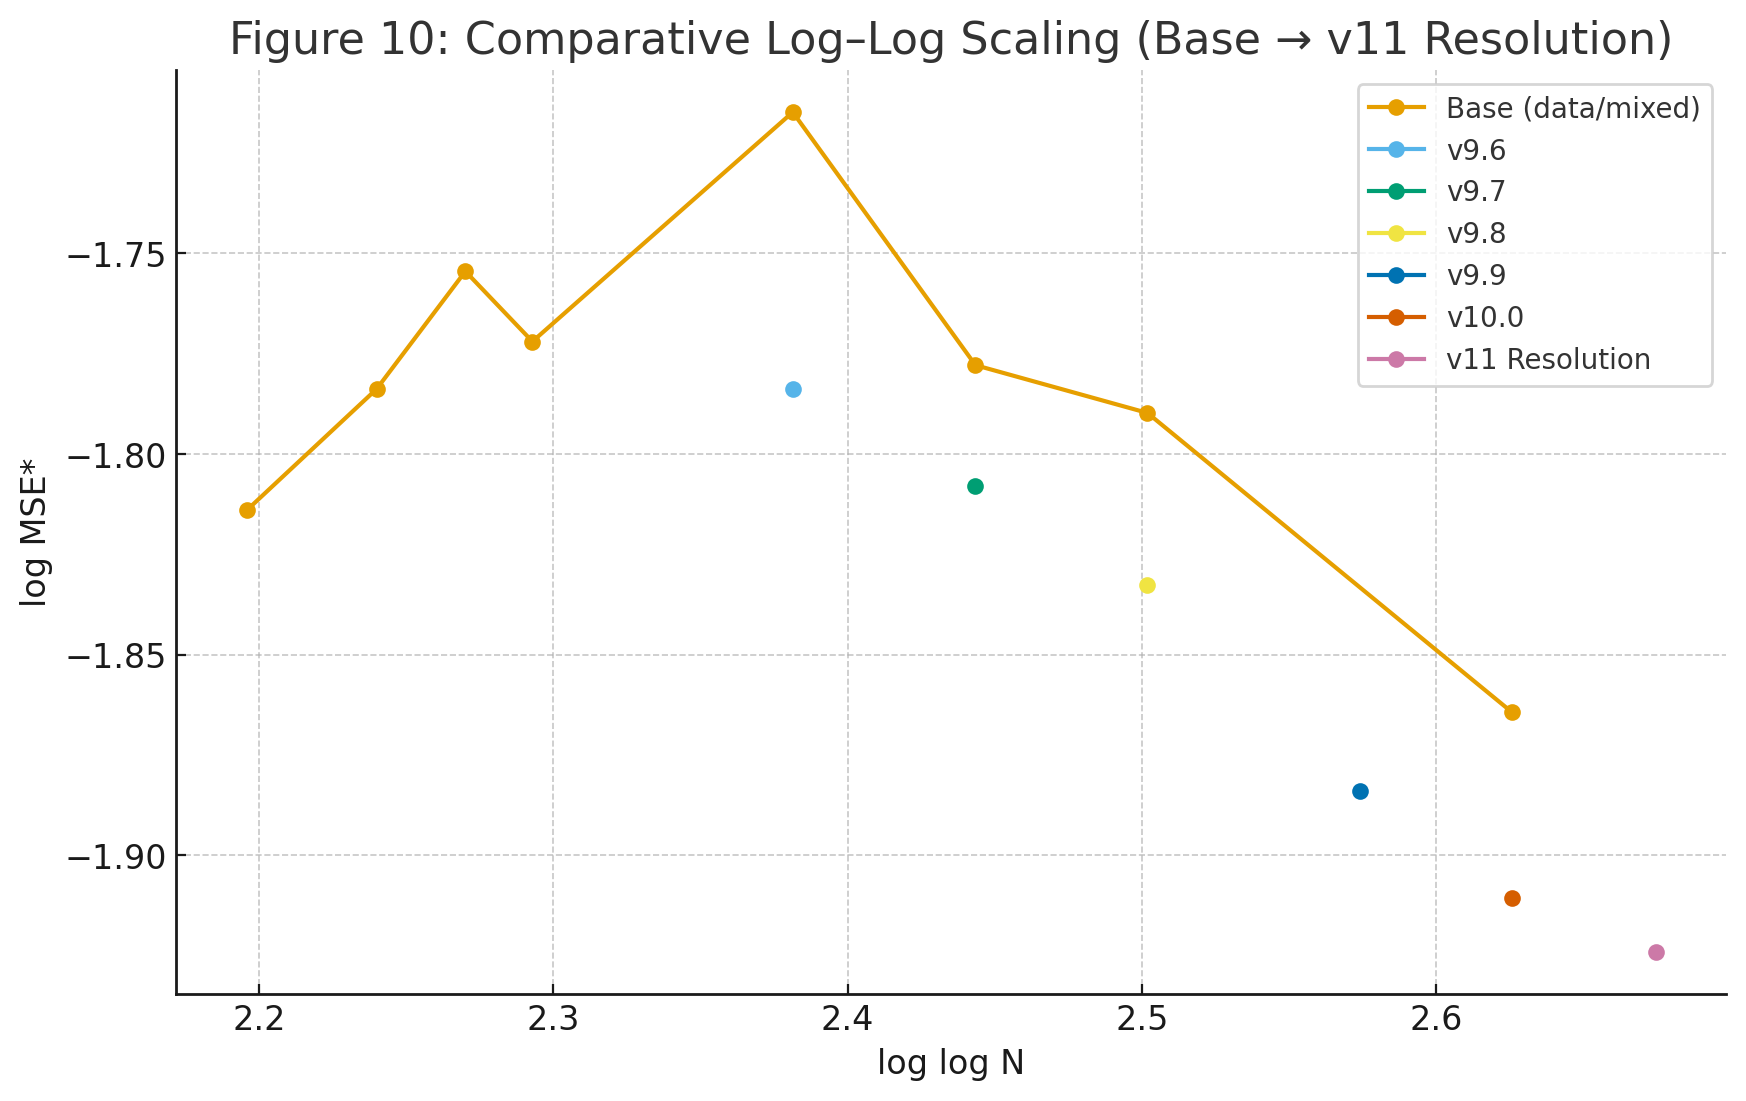 Figure 10: Comparative Log–Log Scaling (Base → v11 Resolution)
Base (data/mixed)
v9.6
v9.7
v9.8
v9.9
v10.0
v11 Resolution
log MSE*
−1.75
−1.80
−1.85
−1.90
2.2 2.3 2.4 2.5 2.6
log log N